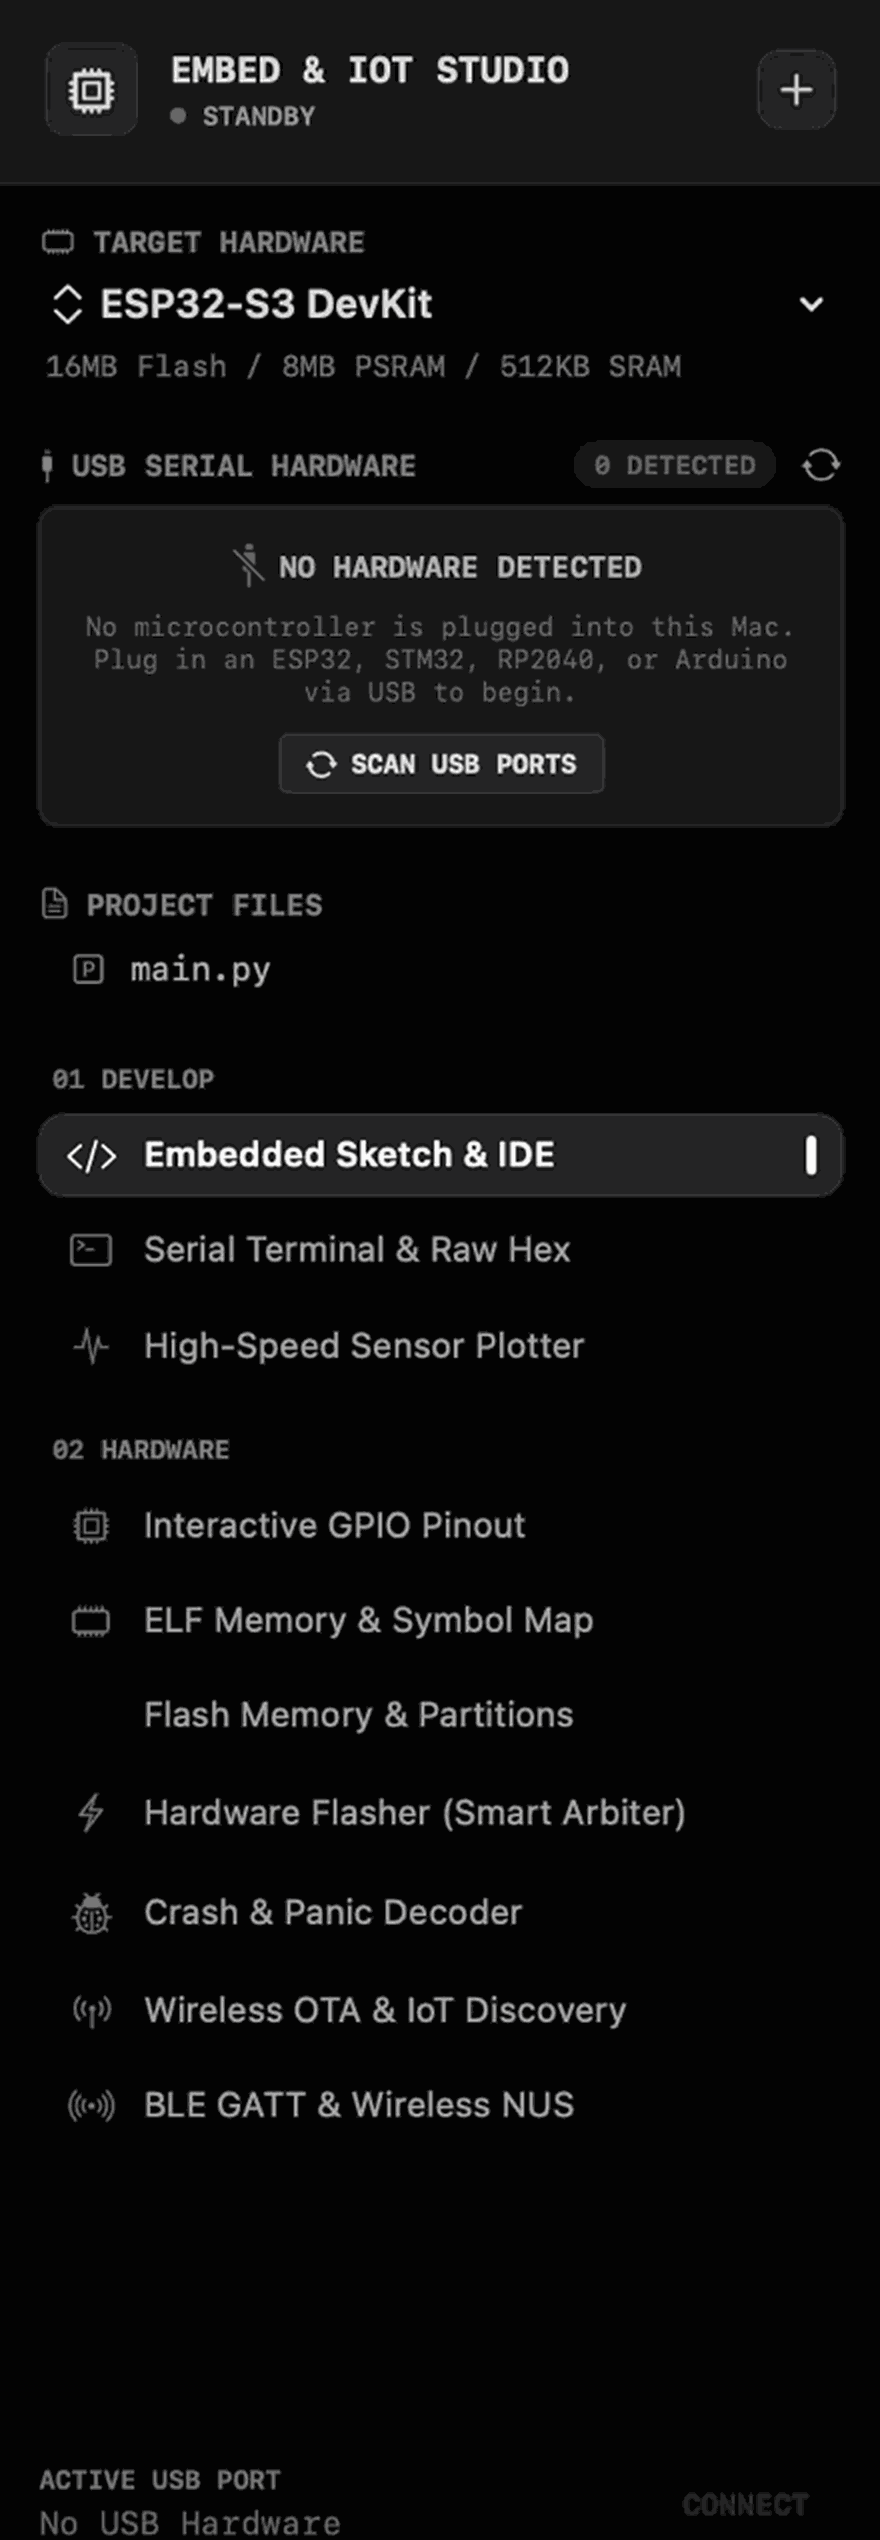 EMBED & IOT STUDIO
STANDBY
TARGET HARDWARE
ESP32-S3 DevKit
16MB Flash / 8MB PSRAM / 512KB SRAM
USB SERIAL HARDWARE
0 DETECTED
NO HARDWARE DETECTED
No microcontroller is plugged into this Mac.
Plug in an ESP32, STM32, RP2040, or Arduino
via USB to begin.
SCAN USB PORTS
PROJECT FILES
P main.py
01 DEVELOP
</> Embedded Sketch & IDE
Serial Terminal & Raw Hex
High-Speed Sensor Plotter
02 HARDWARE
Interactive GPIO Pinout
ELF Memory & Symbol Map
Flash Memory & Partitions
Hardware Flasher (Smart Arbiter)
Crash & Panic Decoder
Wireless OTA & IoT Discovery
BLE GATT & Wireless NUS
ACTIVE USB PORT
No USB Hardware
CONNECT